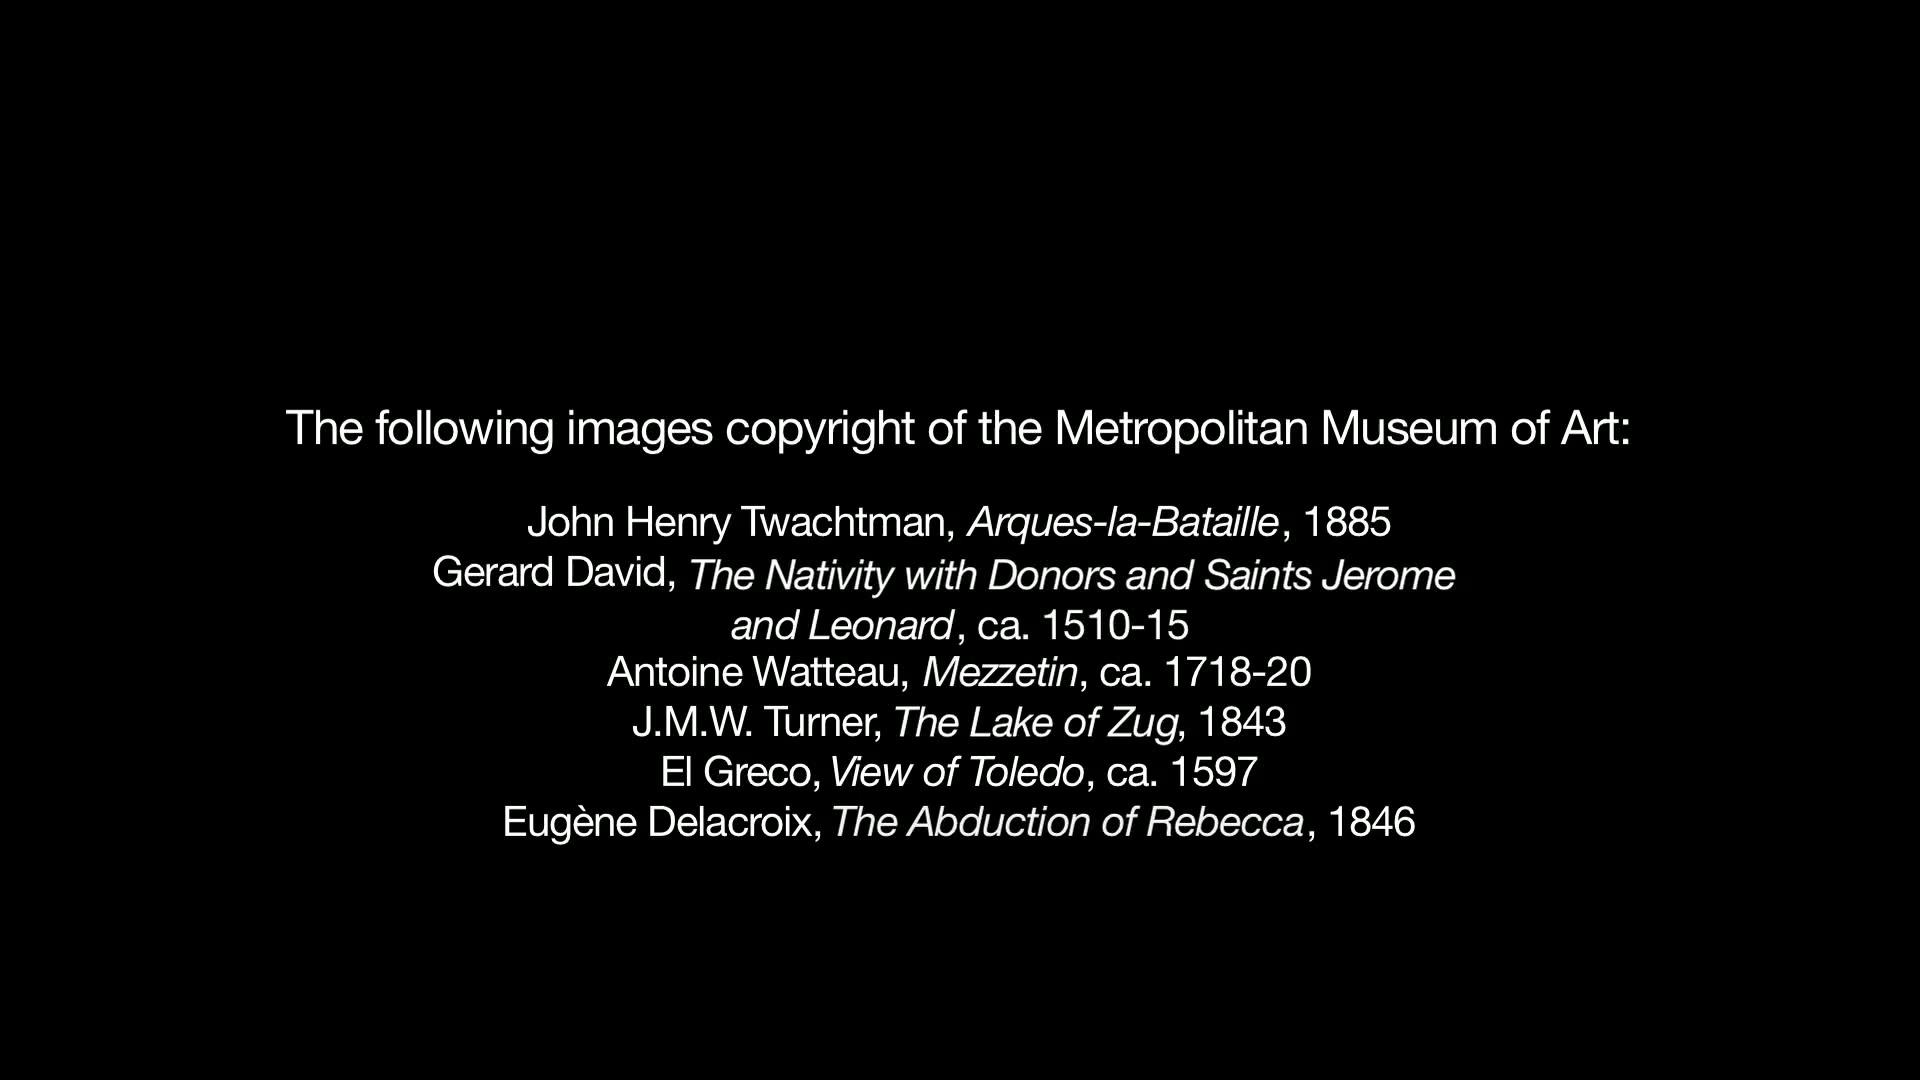 The following images copyright of the Metropolitan Museum of Art:
John Henry Twachtman, Arques-la-Bataille, 1885
Gerard David, The Nativity with Donors and Saints Jerome
and Leonard, ca. 1510-15
Antoine Watteau, Mezzetin, ca. 1718-20
J.M.W. Turner, The Lake of Zug, 1843
El Greco, View of Toledo, ca. 1597
Eugène Delacroix, The Abduction of Rebecca, 1846